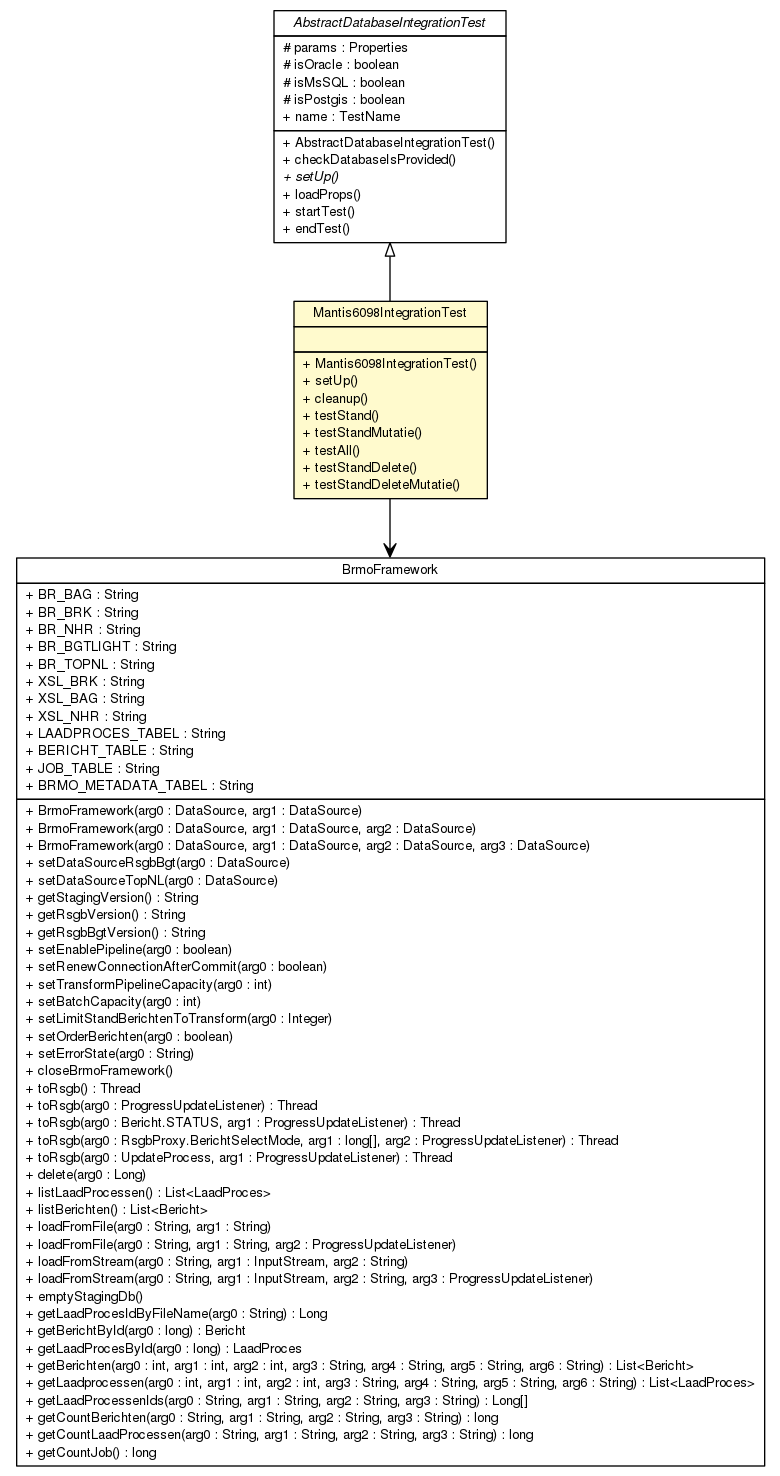 AbstractDatabaseIntegrationTest
# params : Properties
# isOracle : boolean
# isMsSQL : boolean
# isPostgis : boolean
+ name : TestName
+ AbstractDatabaseIntegrationTest()
+ checkDatabaseIsProvided()
+ setUp()
+ loadProps()
+ startTest()
+ endTest()
Mantis6098IntegrationTest
+ Mantis6098IntegrationTest()
+ setUp()
+ cleanup()
+ testStand()
+ testStandMutatie()
+ testAll()
+ testStandDelete()
+ testStandDeleteMutatie()
BrmoFramework
+ BR_BAG : String
+ BR_BRK : String
+ BR_NHR : String
+ BR_BGTLIGHT : String
+ BR_TOPNL : String
+ XSL_BRK : String
+ XSL_BAG : String
+ XSL_NHR : String
+ LAADPROCES_TABEL : String
+ BERICHT_TABLE : String
+ JOB_TABLE : String
+ BRMO_METADATA_TABEL : String
+ BrmoFramework(arg0 : DataSource, arg1 : DataSource)
+ BrmoFramework(arg0 : DataSource, arg1 : DataSource, arg2 : DataSource)
+ BrmoFramework(arg0 : DataSource, arg1 : DataSource, arg2 : DataSource, arg3 : DataSource)
+ setDataSourceRsgbBgt(arg0 : DataSource)
+ setDataSourceTopNL(arg0 : DataSource)
+ getStagingVersion() : String
+ getRsgbVersion() : String
+ getRsgbBgtVersion() : String
+ setEnablePipeline(arg0 : boolean)
+ setRenewConnectionAfterCommit(arg0 : boolean)
+ setTransformPipelineCapacity(arg0 : int)
+ setBatchCapacity(arg0 : int)
+ setLimitStandBerichtenToTransform(arg0 : Integer)
+ setOrderBerichten(arg0 : boolean)
+ setErrorState(arg0 : String)
+ closeBrmoFramework()
+ toRsgb() : Thread
+ toRsgb(arg0 : ProgressUpdateListener) : Thread
+ toRsgb(arg0 : Bericht.STATUS, arg1 : ProgressUpdateListener) : Thread
+ toRsgb(arg0 : RsgbProxy.BerichtSelectMode, arg1 : long[], arg2 : ProgressUpdateListener) : Thread
+ toRsgb(arg0 : UpdateProcess, arg1 : ProgressUpdateListener) : Thread
+ delete(arg0 : Long)
+ listLaadProcessen() : List<LaadProces>
+ listBerichten() : List<Bericht>
+ loadFromFile(arg0 : String, arg1 : String)
+ loadFromFile(arg0 : String, arg1 : String, arg2 : ProgressUpdateListener)
+ loadFromStream(arg0 : String, arg1 : InputStream, arg2 : String)
+ loadFromStream(arg0 : String, arg1 : InputStream, arg2 : String, arg3 : ProgressUpdateListener)
+ emptyStagingDb()
+ getLaadProcesIdByFileName(arg0 : String) : Long
+ getBerichtById(arg0 : long) : Bericht
+ getLaadProcesById(arg0 : long) : LaadProces
+ getBerichten(arg0 : int, arg1 : int, arg2 : int, arg3 : String, arg4 : String, arg5 : String, arg6 : String) : List<Bericht>
+ getLaadprocessen(arg0 : int, arg1 : int, arg2 : int, arg3 : String, arg4 : String, arg5 : String, arg6 : String) : List<LaadProces>
+ getLaadProcessenIds(arg0 : String, arg1 : String, arg2 : String, arg3 : String) : Long[]
+ getCountBerichten(arg0 : String, arg1 : String, arg2 : String, arg3 : String) : long
+ getCountLaadProcessen(arg0 : String, arg1 : String, arg2 : String, arg3 : String) : long
+ getCountJob() : long